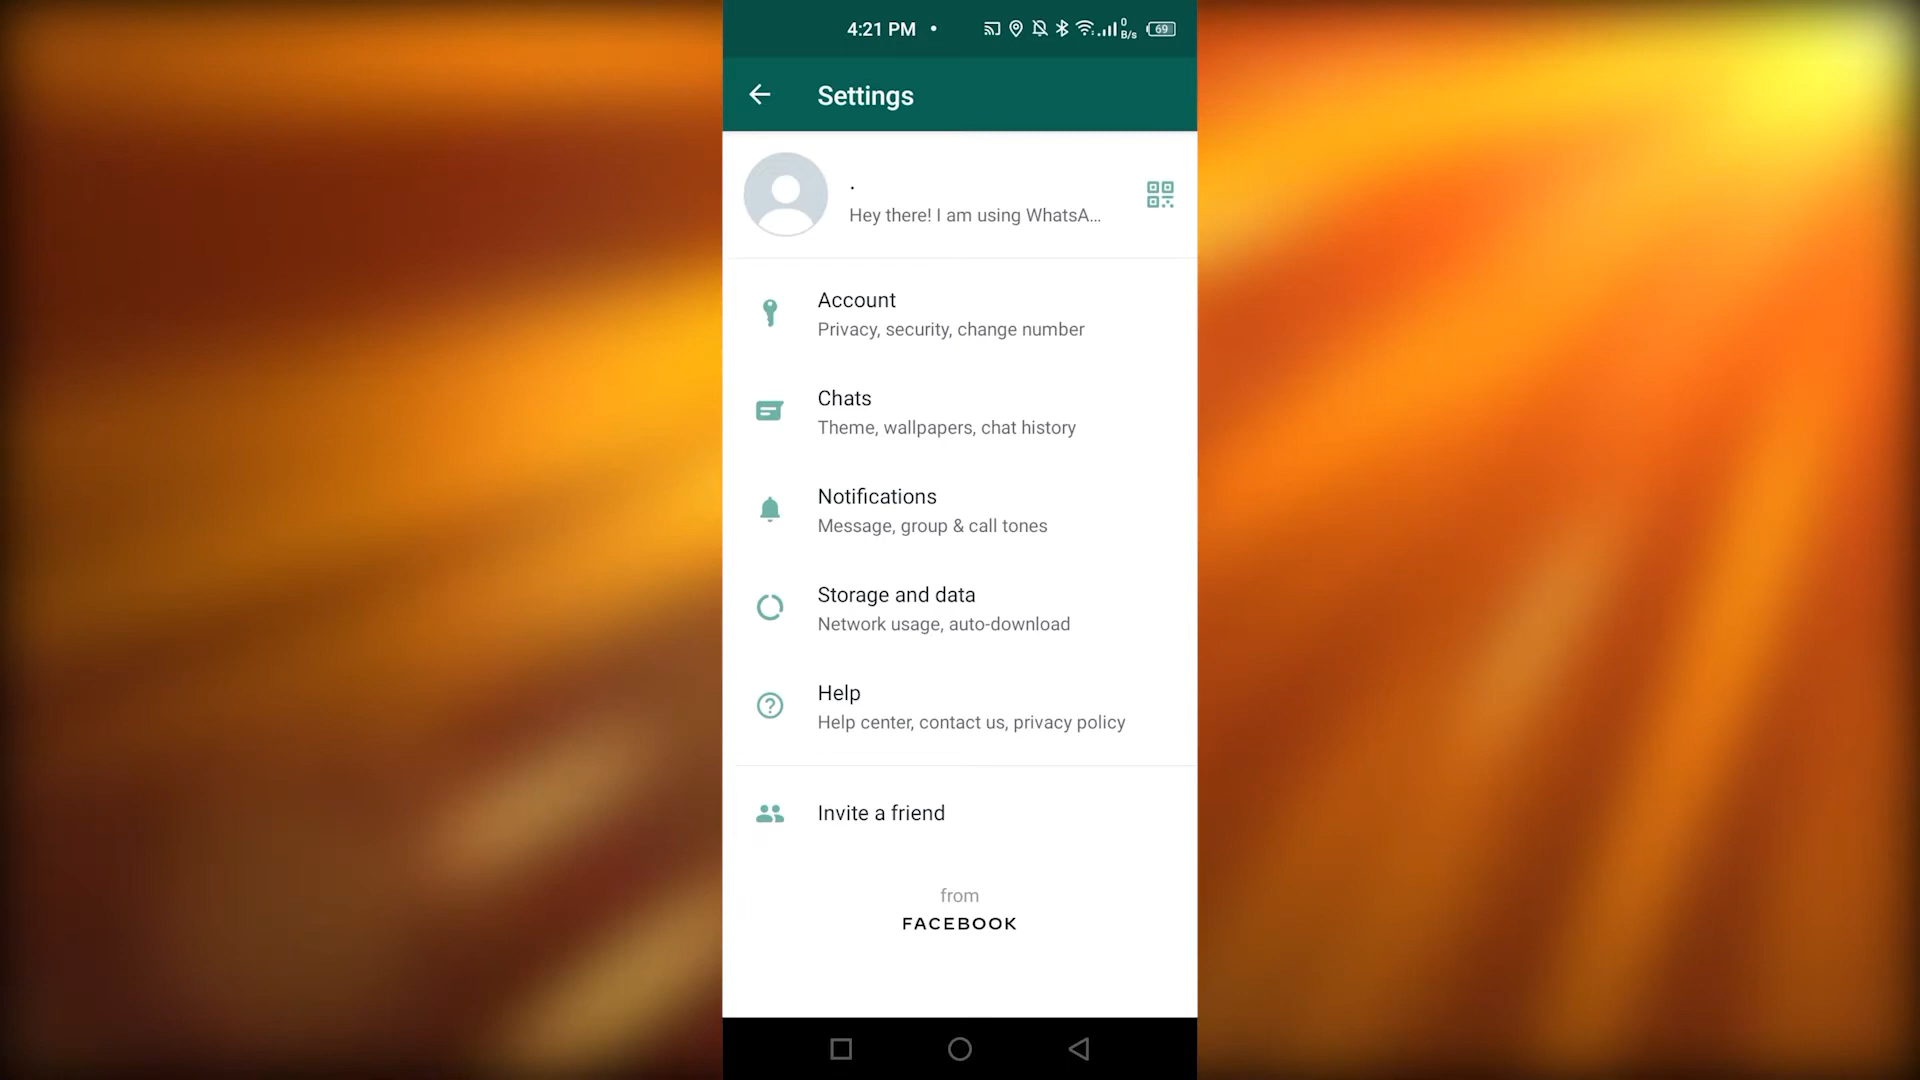 4:21 PM
0 B/s
69
Settings
.
Hey there! I am using WhatsA...
Account
Privacy, security, change number
Chats
Theme, wallpapers, chat history
Notifications
Message, group & call tones
Storage and data
Network usage, auto-download
Help
Help center, contact us, privacy policy
Invite a friend
from
FACEBOOK